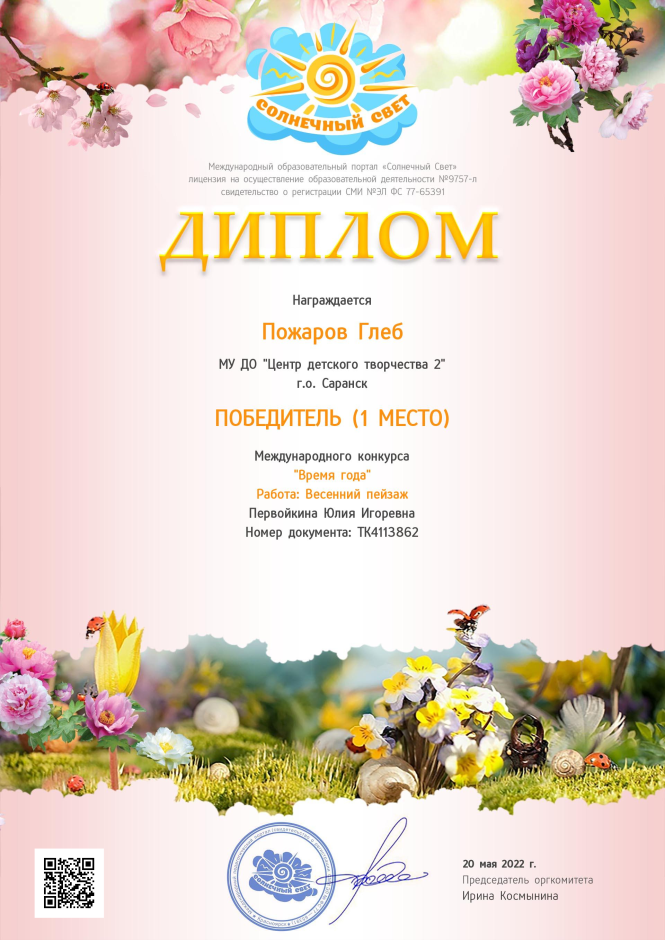 СОЛНЕЧНЫЙ СВЕТ
Международный образовательный портал «Солнечный Свет»
лицензия на осуществление образовательной деятельности №9757-л
свидетельство о регистрации СМИ №ЭЛ ФС 77-65391
ДИПЛОМ
Награждается
Пожаров Глеб
МУ ДО "Центр детского творчества 2"
г.о. Саранск
ПОБЕДИТЕЛЬ (1 МЕСТО)
Международного конкурса
"Время года"
Работа: Весенний пейзаж
Первойкина Юлия Игоревна
Номер документа: ТК4113862
СОЛНЕЧНЫЙ СВЕТ
20 мая 2022 г.
Председатель оргкомитета
Ирина Космынина